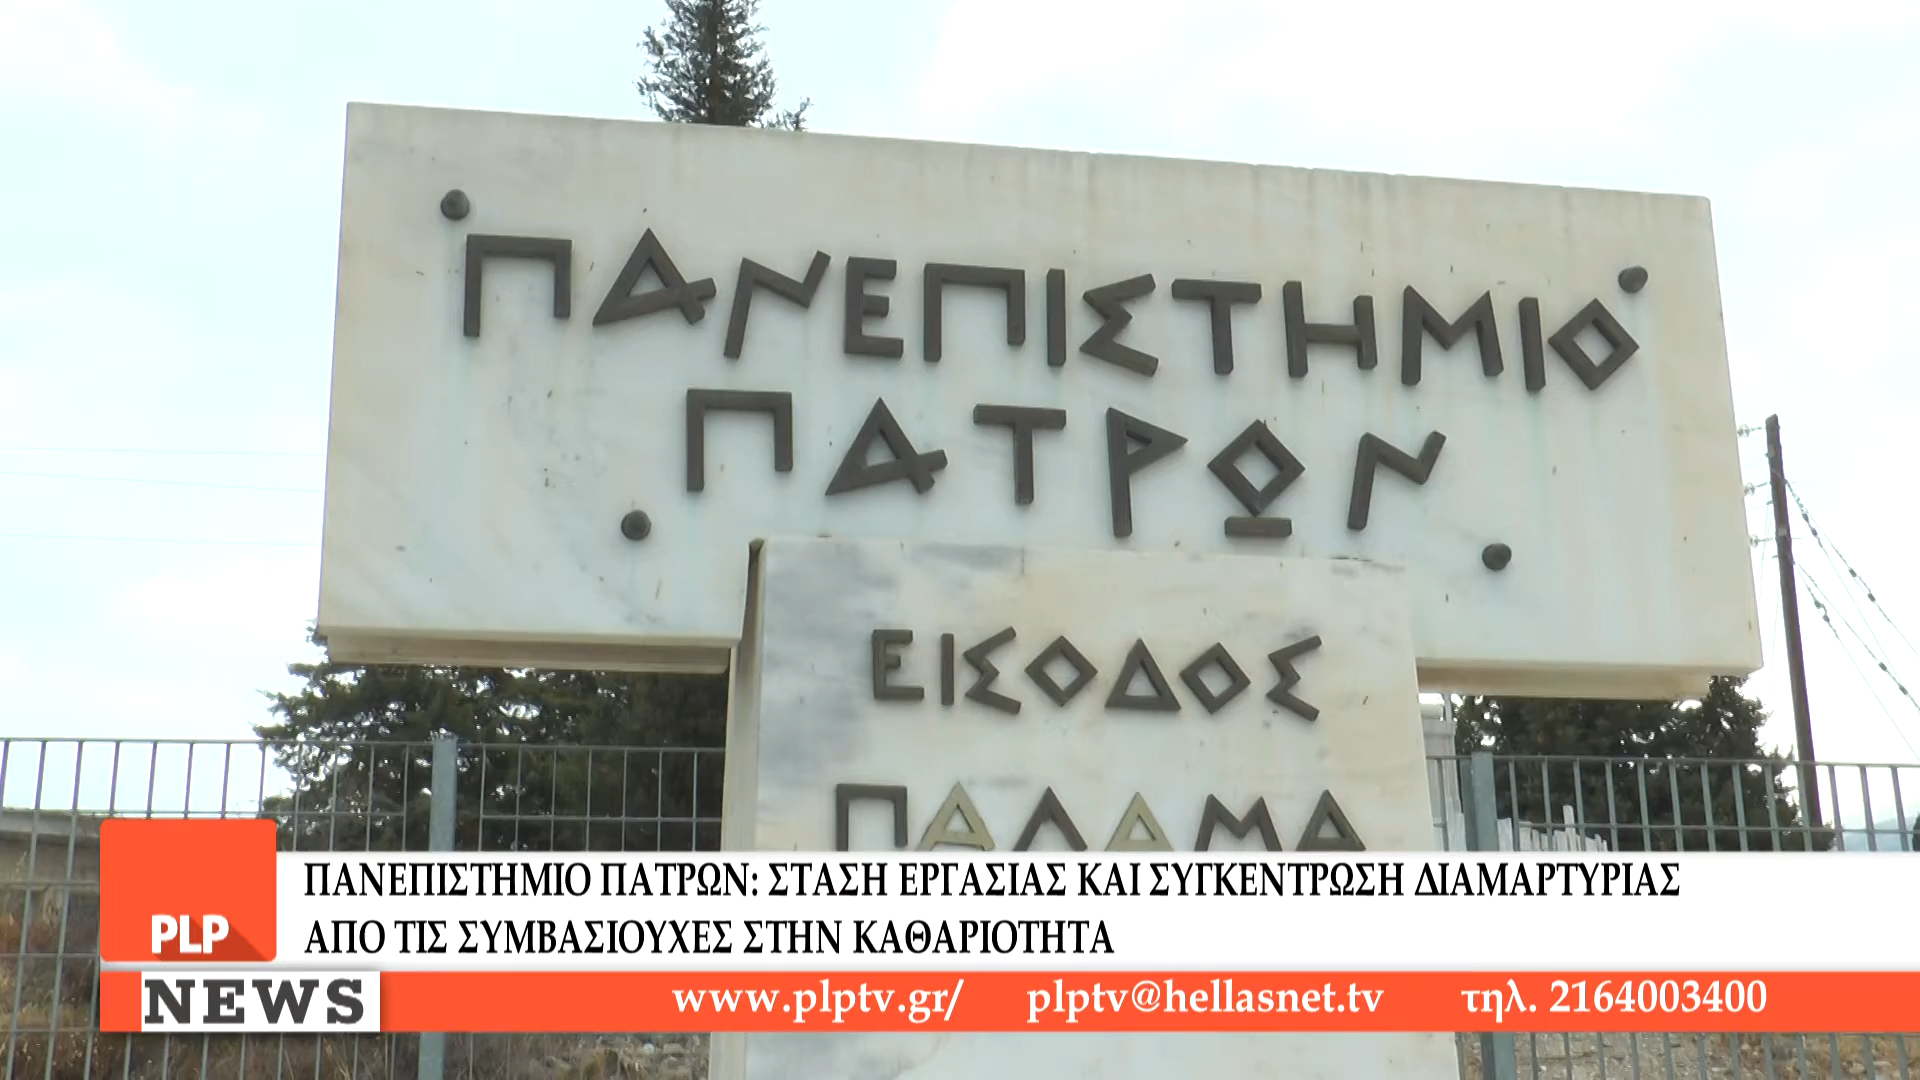 ΠΑΝΕΠΙΣΤΗΜΙΟ
ΠΑΤΡΩΝ
ΕΙΣΟΔΟΣ
ΠΑΛΑΜΑ
ΠΑΝΕΠΙΣΤΗΜΙΟ ΠΑΤΡΩΝ: ΣΤΑΣΗ ΕΡΓΑΣΙΑΣ ΚΑΙ ΣΥΓΚΕΝΤΡΩΣΗ ΔΙΑΜΑΡΤΥΡΙΑΣ
ΑΠΟ ΤΙΣ ΣΥΜΒΑΣΙΟΥΧΕΣ ΣΤΗΝ ΚΑΘΑΡΙΟΤΗΤΑ
PLP
NEWS
www.plptv.gr/ plptv@hellasnet.tv τηλ. 2164003400